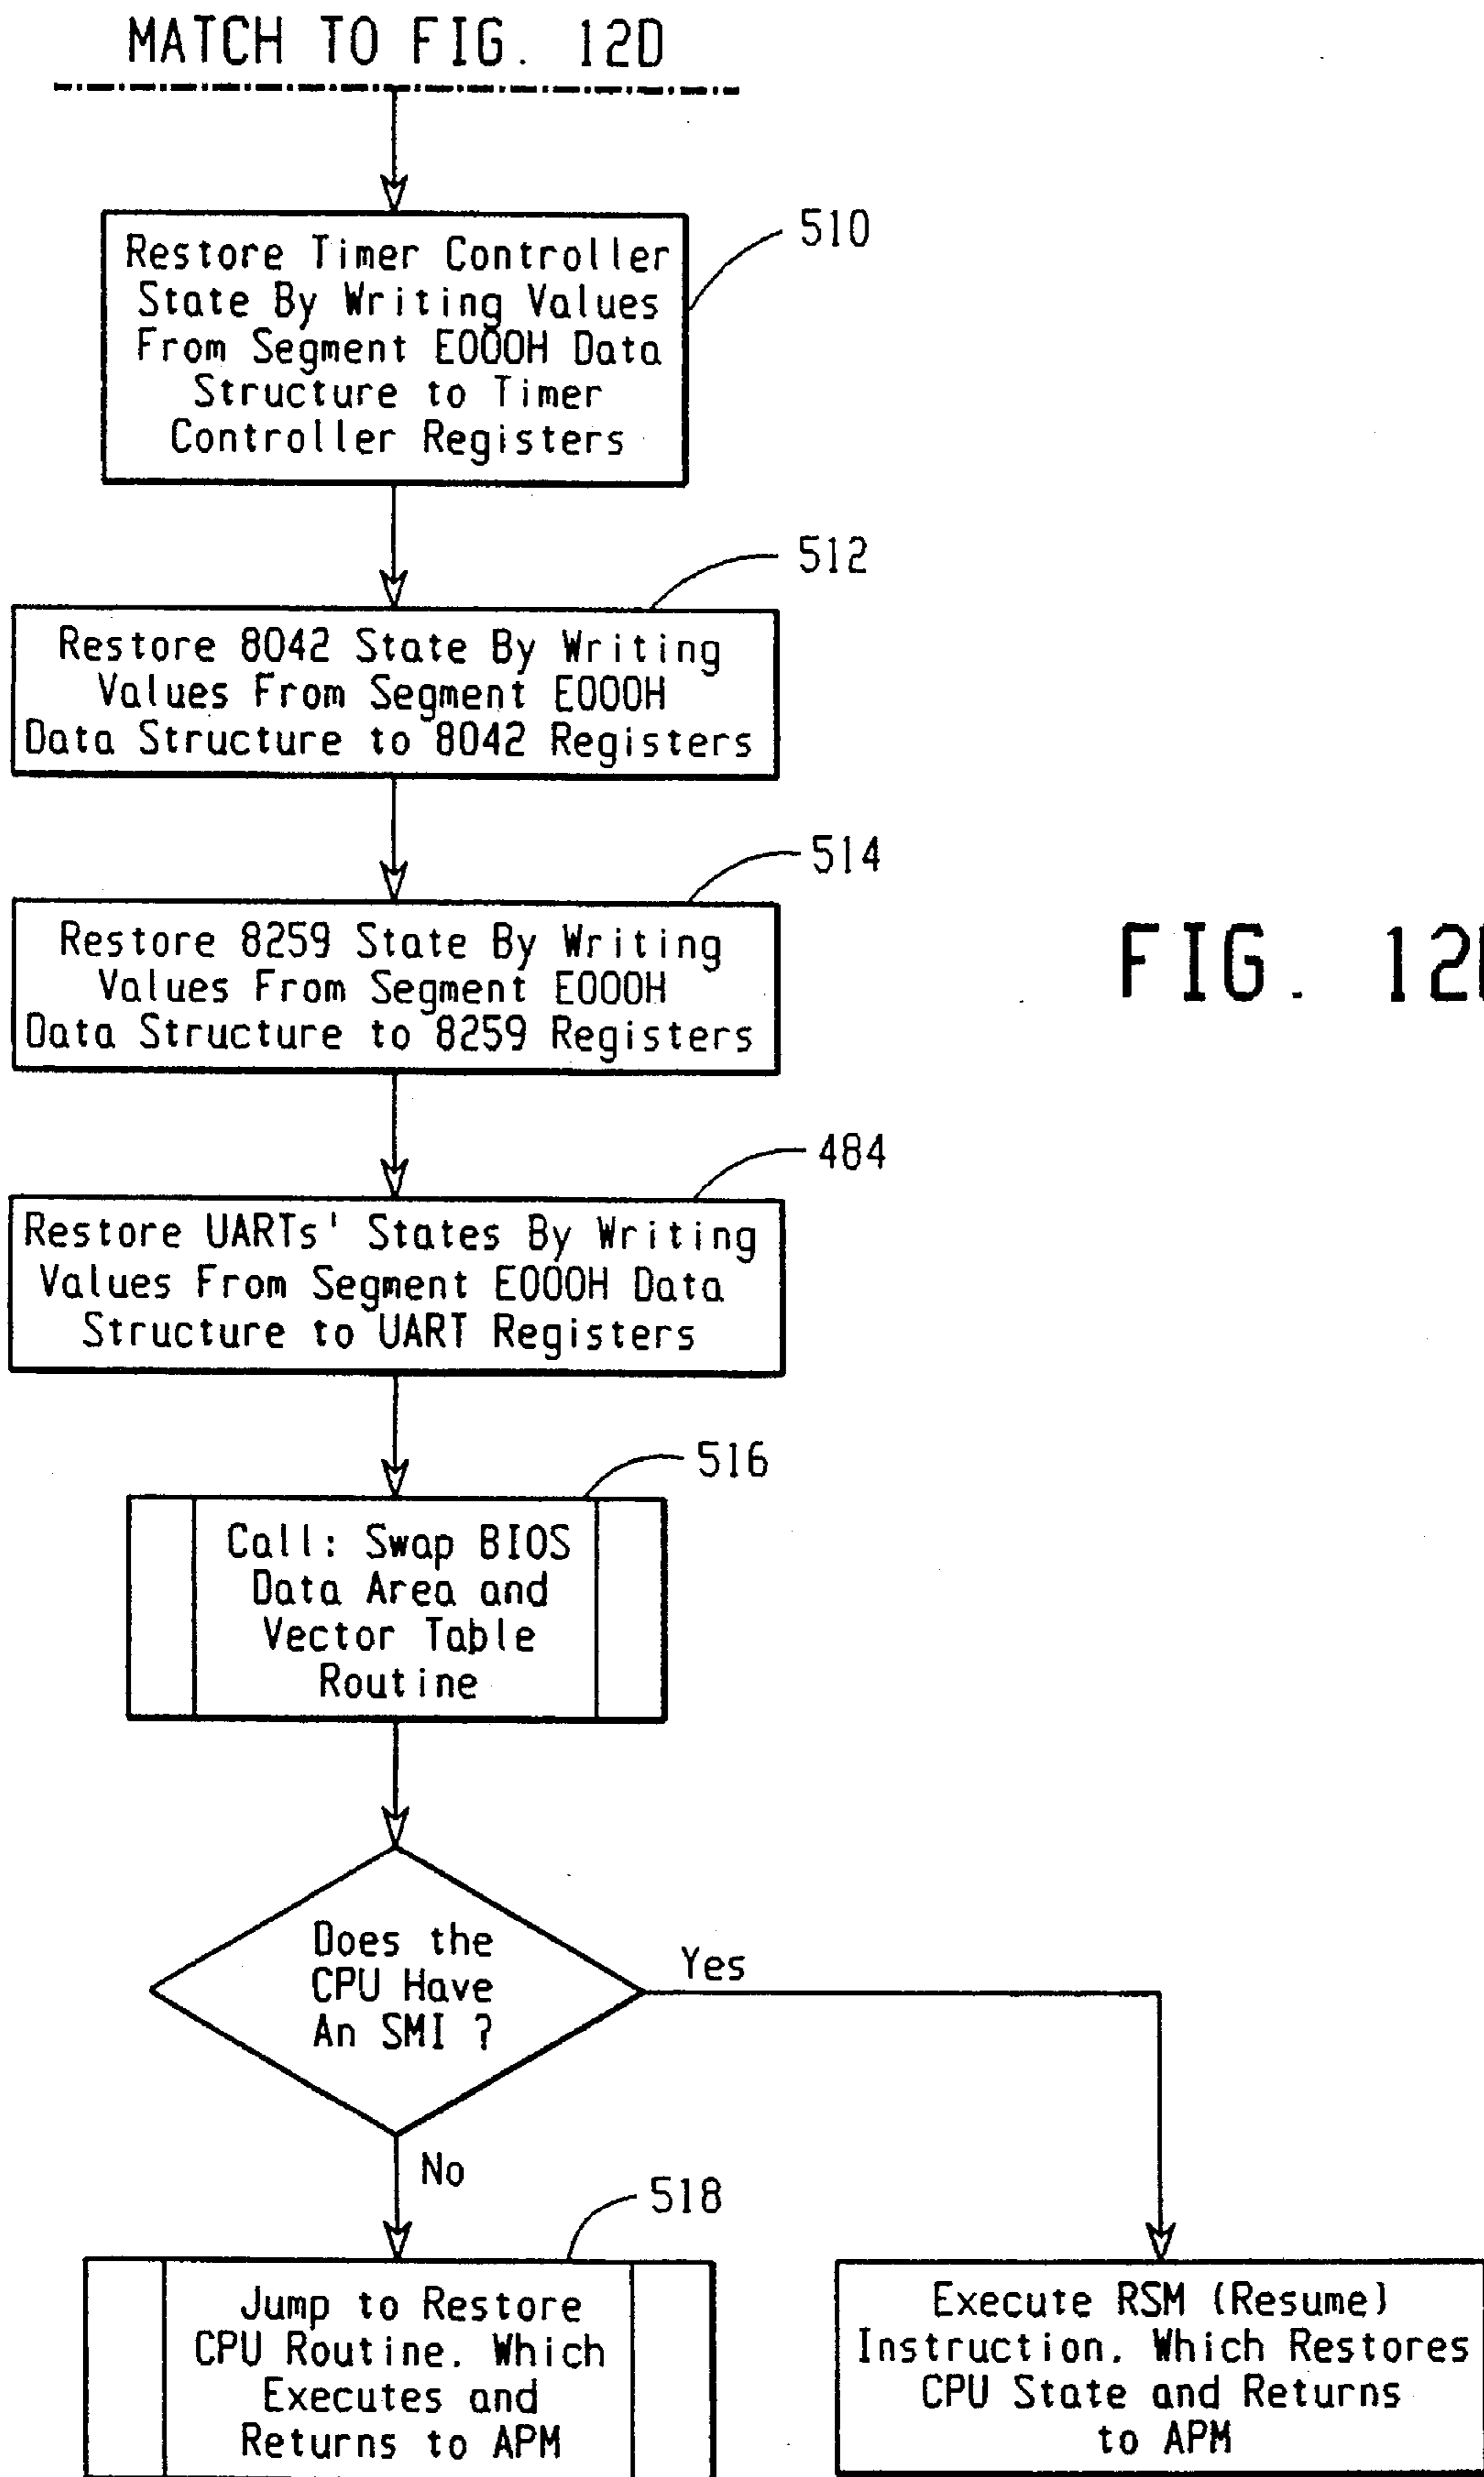 MATCH TO FIG. 12D
510
Restore Timer Controller
State By Writing Values
From Segment E000H Data
Structure to Timer
Controller Registers
512
Restore 8042 State By Writing
Values From Segment E000H
Data Structure to 8042 Registers
514
Restore 8259 State By Writing
Values From Segment E000H
Data Structure to 8259 Registers
FIG. 12
484
Restore UARTs' States By Writing
Values From Segment E000H Data
Structure to UART Registers
516
Call: Swap BIOS
Data Area and
Vector Table
Routine
Does the
CPU Have
An SMI ?
Yes
No
518
Jump to Restore
CPU Routine. Which
Executes and
Returns to APM
Execute RSM (Resume)
Instruction. Which Restores
CPU State and Returns
to APM